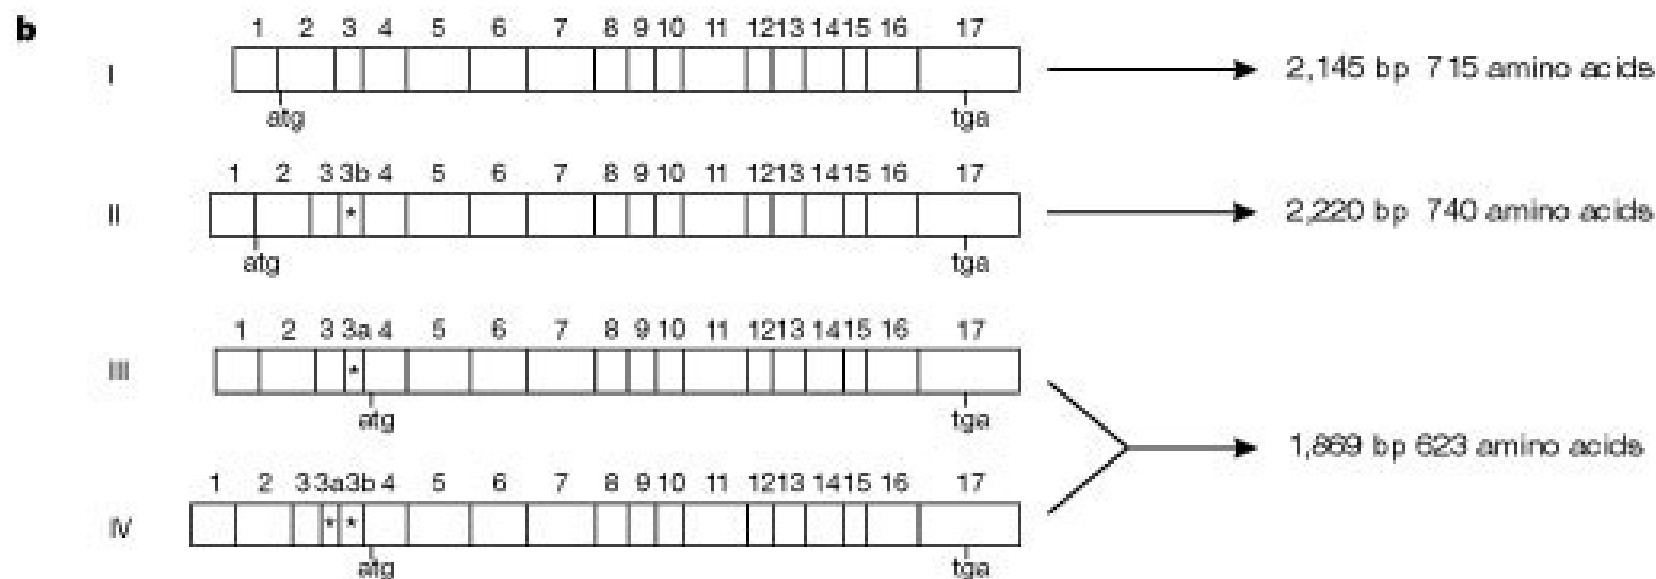 b
1 2 3 4 5 6 7 8 9 10 11 12 13 14 15 16 17
I
2,145 bp 715 amino acids
atg tga
1 2 3 3b 4 5 6 7 8 9 10 11 12 13 14 15 16 17
II
*
2,220 bp 740 amino acids
atg tga
1 2 3 3a 4 5 6 7 8 9 10 11 12 13 14 15 16 17
III
*
atg tga
1,869 bp 623 amino acids
1 2 3 3a 3b 4 5 6 7 8 9 10 11 12 13 14 15 16 17
IV
* *
atg tga